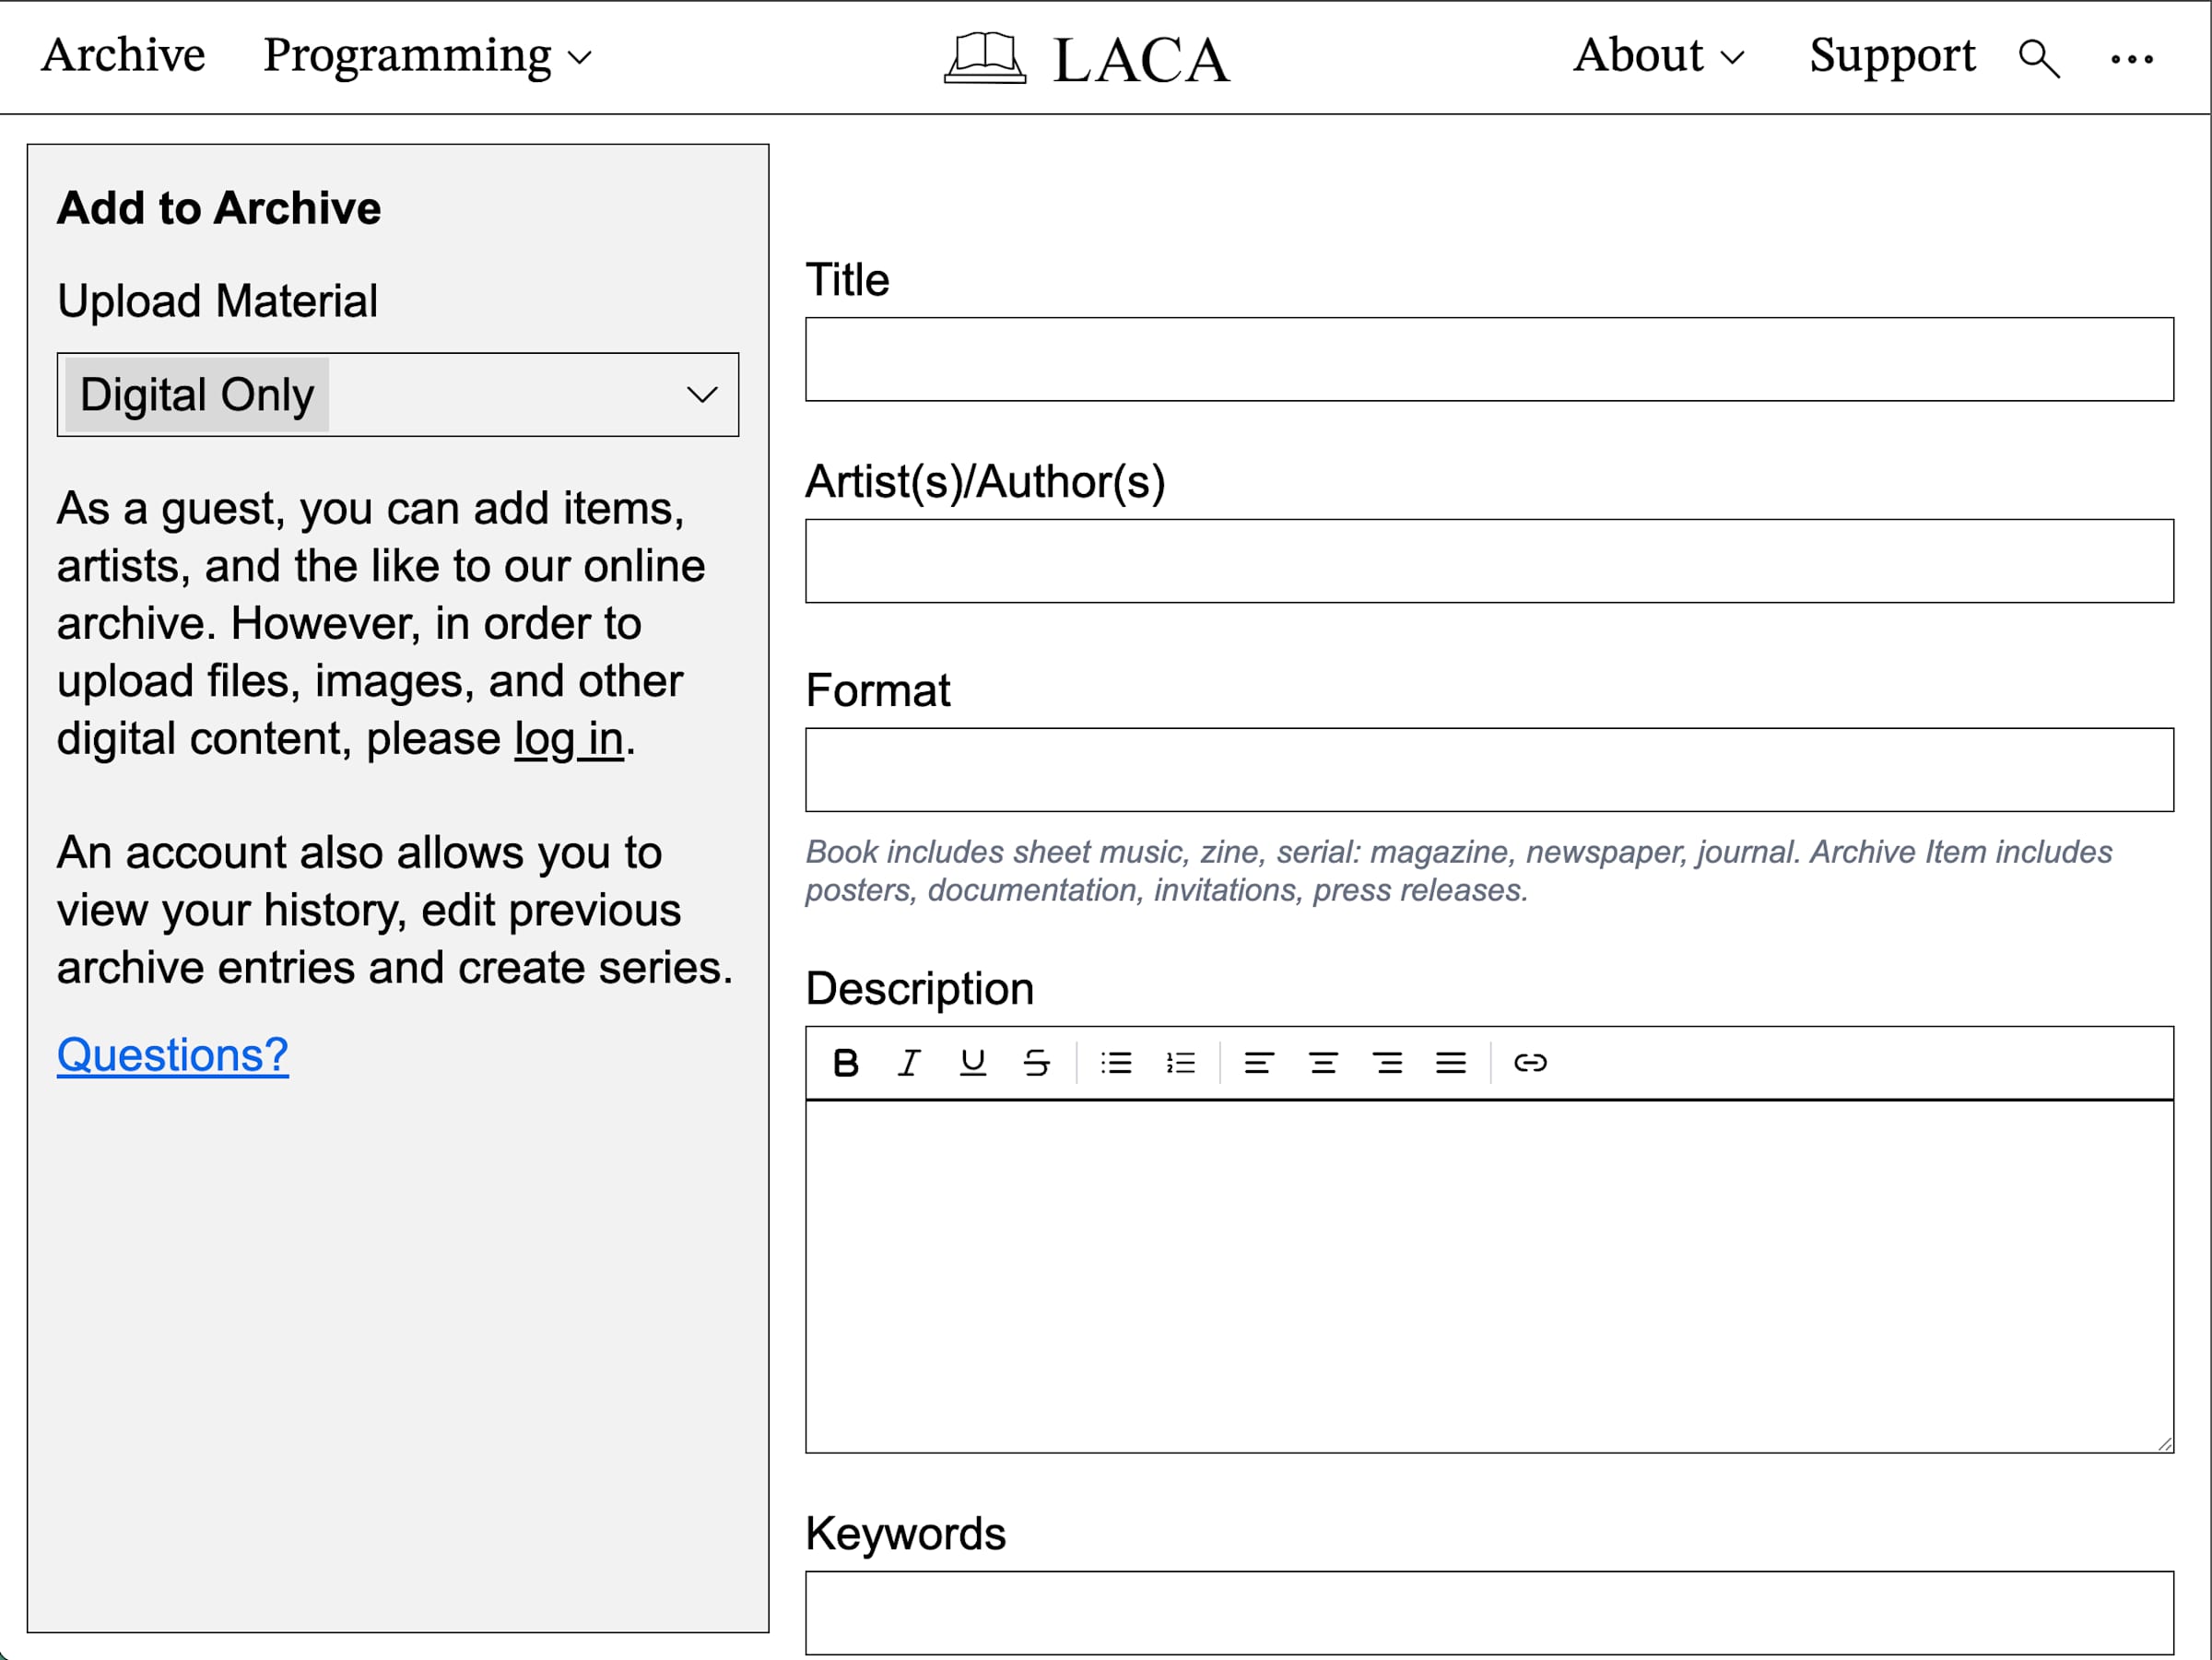 Archive Programming LACA About Support
Add to Archive
Upload Material
Digital Only
As a guest, you can add items,
artists, and the like to our online
archive. However, in order to
upload files, images, and other
digital content, please log in.
An account also allows you to
view your history, edit previous
archive entries and create series.
Questions?
Title
Artist(s)/Author(s)
Format
Book includes sheet music, zine, serial: magazine, newspaper, journal. Archive Item includes
posters, documentation, invitations, press releases.
Description
Keywords